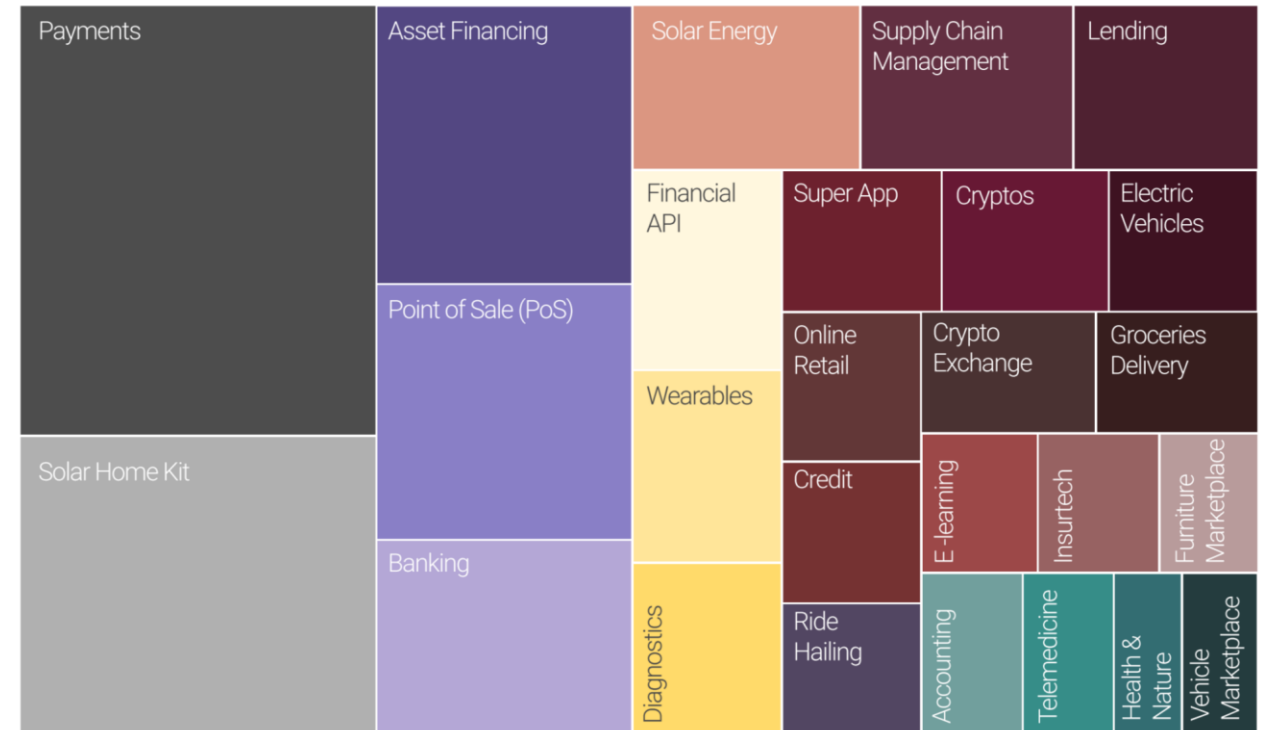 Payments
Solar Home Kit
Asset Financing
Point of Sale (PoS)
Banking
Solar Energy
Supply Chain
Management
Lending
Financial
API
Wearables
Diagnostics
Super App
Cryptos
Electric
Vehicles
Online
Retail
Crypto
Exchange
Groceries
Delivery
Credit
E -learning
Insurtech
Furniture
Marketplace
Ride
Hailing
Accounting
Telemedicine
Health &
Nature
Vehicle
Marketplace